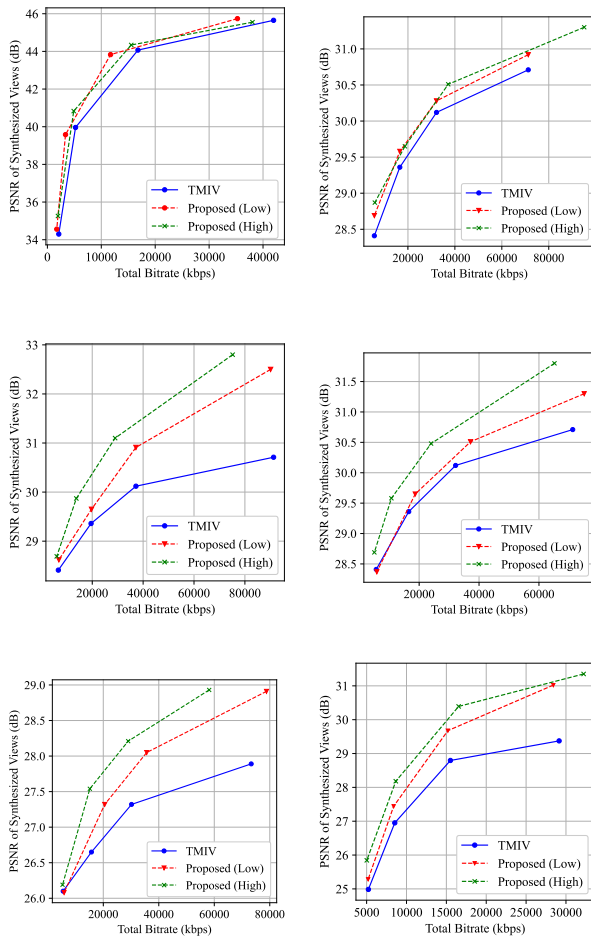 46
44
42
40
38
36
34
PSNR of Synthesized Views (dB)
TMIV
Proposed (Low)
Proposed (High)
0 10000 20000 30000 40000
Total Bitrate (kbps)
31.0
30.5
30.0
29.5
29.0
28.5
PSNR of Synthesized Views (dB)
TMIV
Proposed (Low)
Proposed (High)
20000 40000 60000 80000
Total Bitrate (kbps)
33
32
31
30
29
PSNR of Synthesized Views (dB)
TMIV
Proposed (Low)
Proposed (High)
20000 40000 60000 80000
Total Bitrate (kbps)
31.5
31.0
30.5
30.0
29.5
29.0
28.5
PSNR of Synthesized Views (dB)
TMIV
Proposed (Low)
Proposed (High)
20000 40000 60000
Total Bitrate (kbps)
29.0
28.5
28.0
27.5
27.0
26.5
26.0
PSNR of Synthesized Views (dB)
TMIV
Proposed (Low)
Proposed (High)
20000 40000 60000 80000
Total Bitrate (kbps)
31
30
29
28
27
26
25
PSNR of Synthesized Views (dB)
TMIV
Proposed (Low)
Proposed (High)
5000 10000 15000 20000 25000 30000
Total Bitrate (kbps)